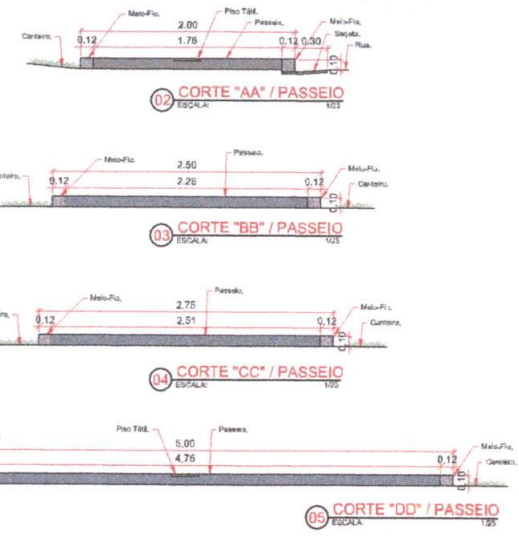 Meio-Fio. Piso Tátil.
2.00 Passeio. Meio-Fio.
Canteiro. 0,12 1.76 0,12 0,30 Sarjeta.
Rua.
0,10
02 CORTE "AA" / PASSEIO
ESCALA: 1/25
Meio-Fio. Passeio.
2.50 Meio-Fio.
0,12 2.26 0,12 Canteiro.
0,10
03 CORTE "BB" / PASSEIO
ESCALA: 1/25
Meio-Fio. Passeio.
2.75 Meio-Fio.
0,12 2,51 0,12 Canteiro.
0,10
04 CORTE "CC" / PASSEIO
ESCALA: 1/25
Piso Tátil. Passeio.
5,00 Meio-Fio.
4,76 0,12 Canteiro.
0,10
05 CORTE "DD" / PASSEIO
ESCALA 1/25